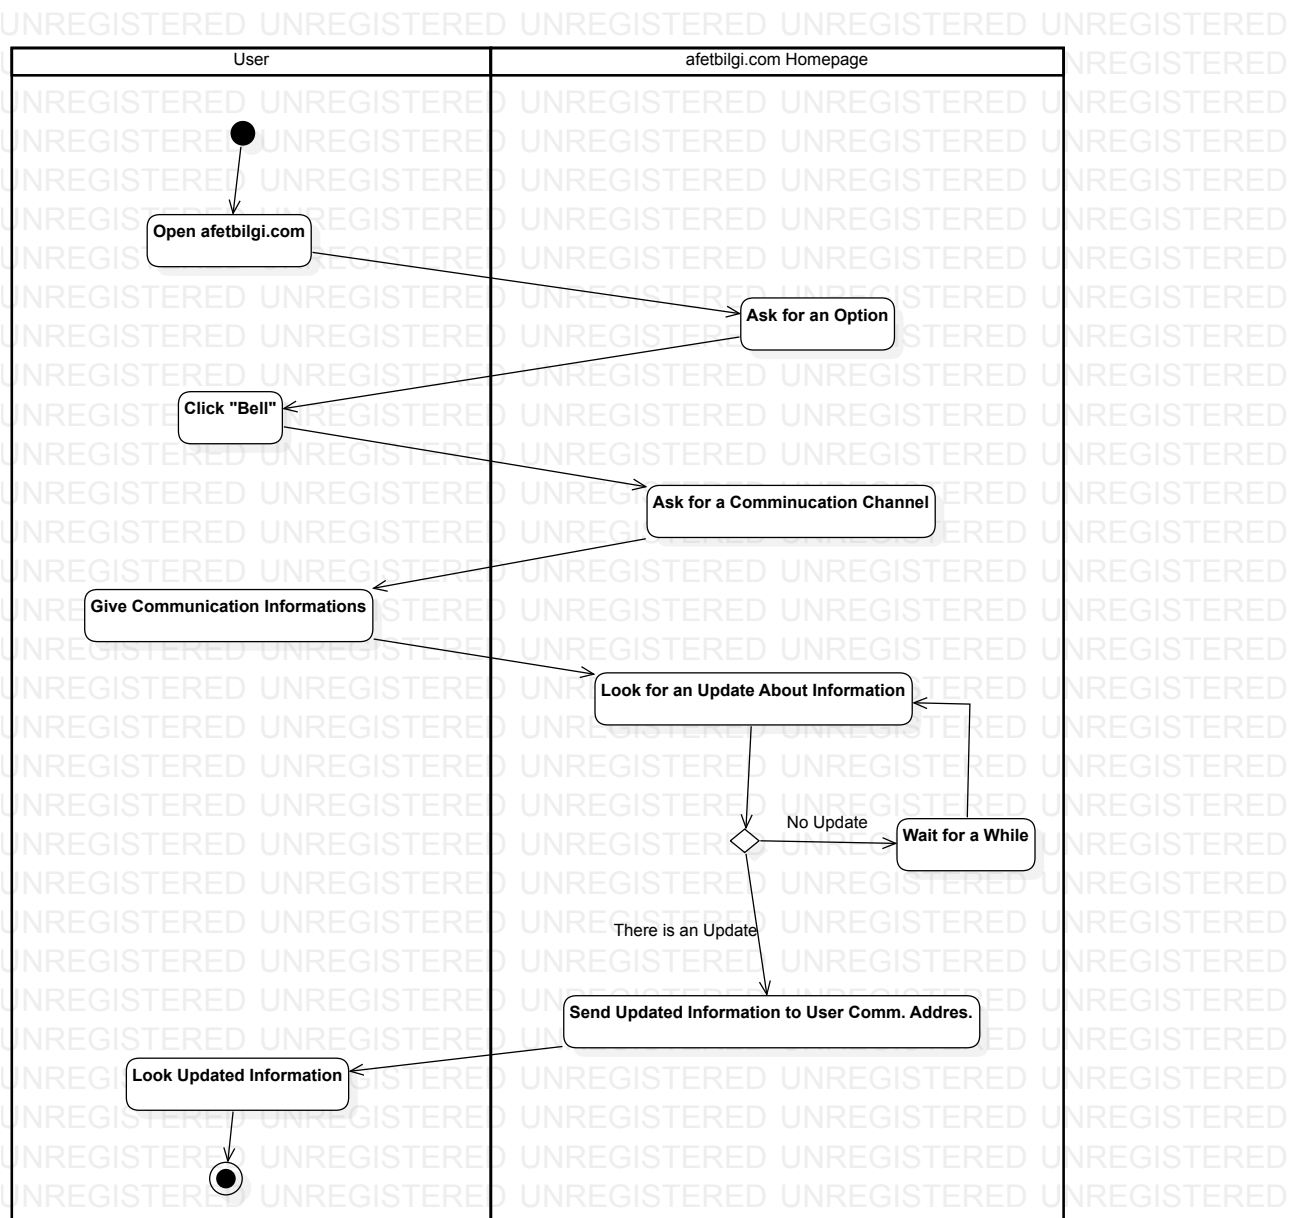 UNREGISTERED UNREGISTERED UNREGISTERED UNREGISTERED UNREGISTERED
User
afetbilgi.com Homepage
Open afetbilgi.com
Ask for an Option
Click "Bell"
Ask for a Comminucation Channel
Give Communication Informations
Look for an Update About Information
No Update
Wait for a While
There is an Update
Send Updated Information to User Comm. Addres.
Look Updated Information